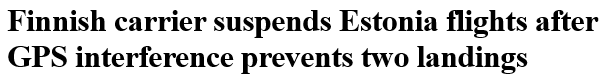 Finnish carrier suspends Estonia flights after
GPS interference prevents two landings